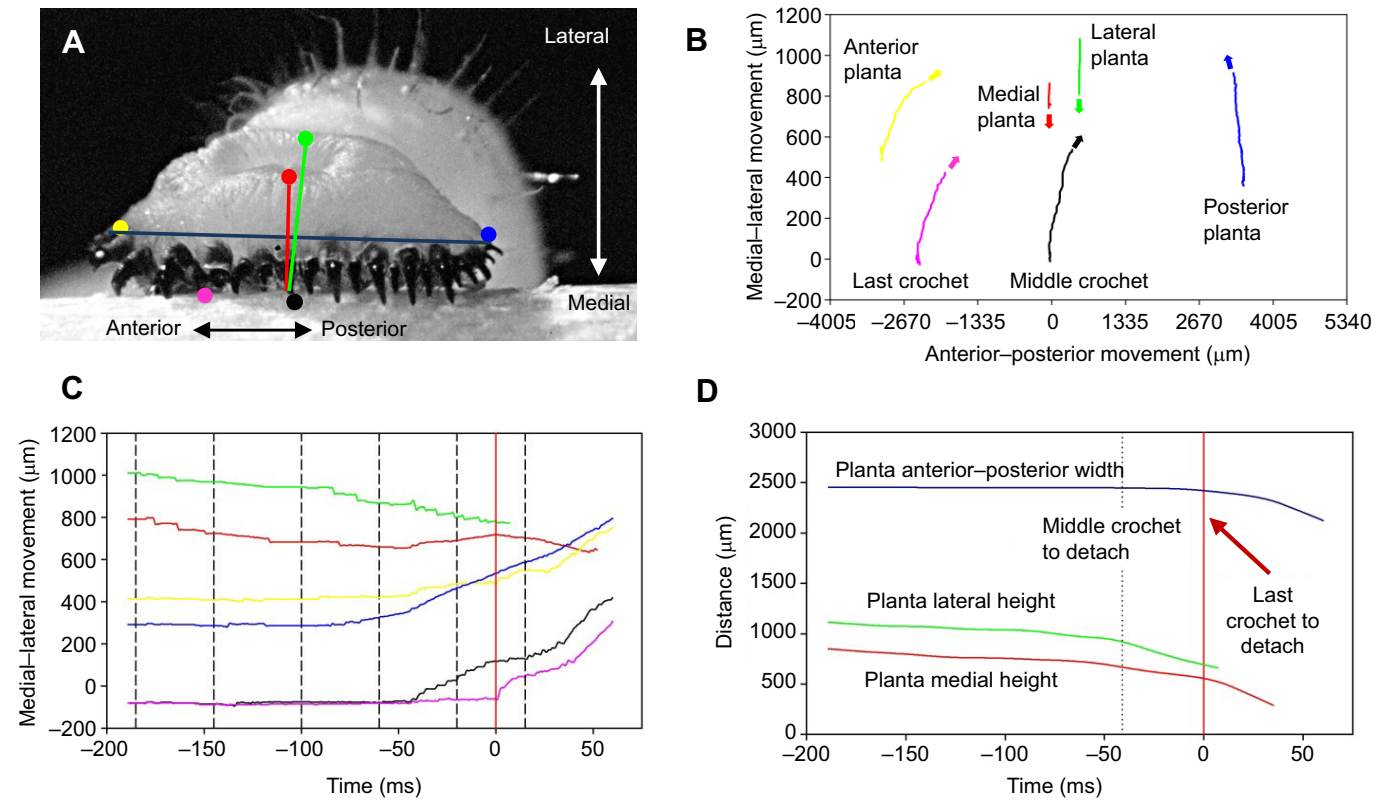 A
Lateral
Medial
Anterior
Posterior
B
Medial–lateral movement (μm)
1200
1000
800
600
400
200
0
–200
Anterior
planta
Lateral
planta
Medial
planta
Posterior
planta
Last crochet
Middle crochet
–4005
–2670
–1335
0
1335
2670
4005
5340
Anterior–posterior movement (μm)
C
Medial–lateral movement (μm)
1200
1000
800
600
400
200
0
–200
–200
–150
–100
–50
0
50
Time (ms)
D
Distance (μm)
3000
2500
2000
1500
1000
500
0
Planta anterior–posterior width
Middle crochet
to detach
Last
crochet to
detach
Planta lateral height
Planta medial height
–200
–150
–100
–50
0
50
Time (ms)